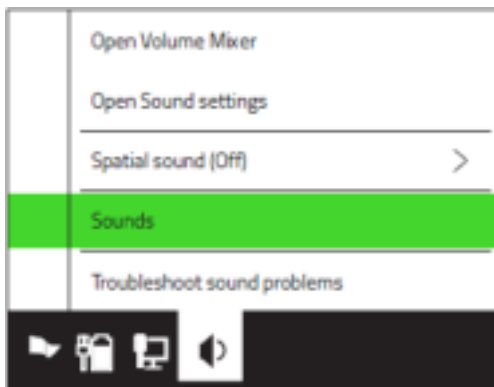 Open Volume Mixer
Open Sound settings
Spatial sound (Off)
Sounds
Troubleshoot sound problems